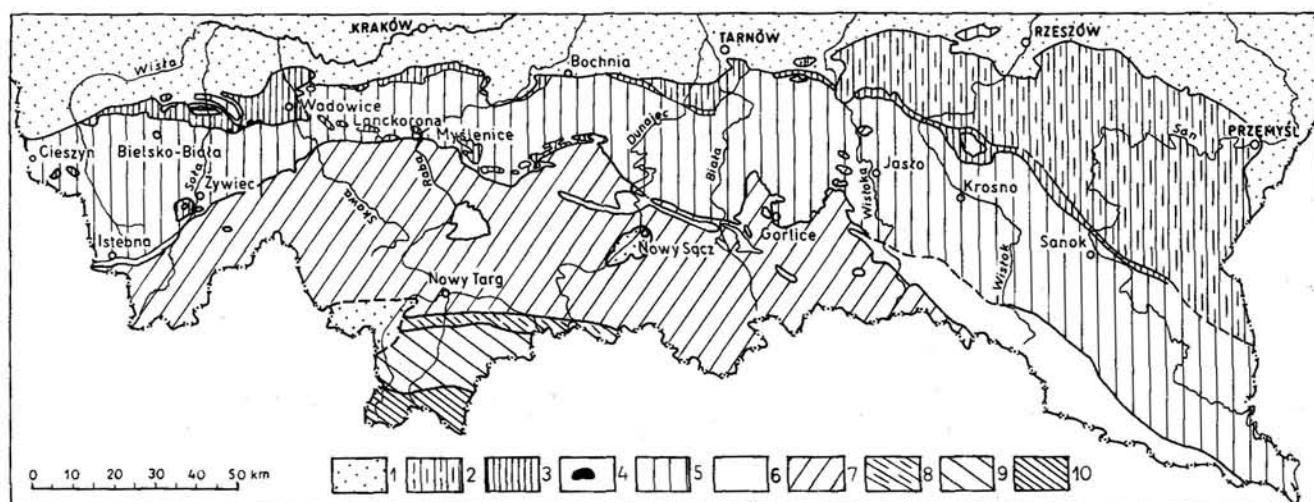 KRAKÓW
TARNÓW
RZESZÓW
Wisła
Bochnia
Wadowice
Lanckorona
Myślenice
Dunajec
San
PRZEMYŚL
Cieszyn
Bielsko-Biała
Soła
Raba
Biała
Wisłoka
Jasło
Krosno
Żywiec
Skawa
Gorlice
Sanok
Istebna
Nowy Sącz
Wisłok
Nowy Targ
0 10 20 30 40 50 km
1 2 3 4 5 6 7 8 9 10